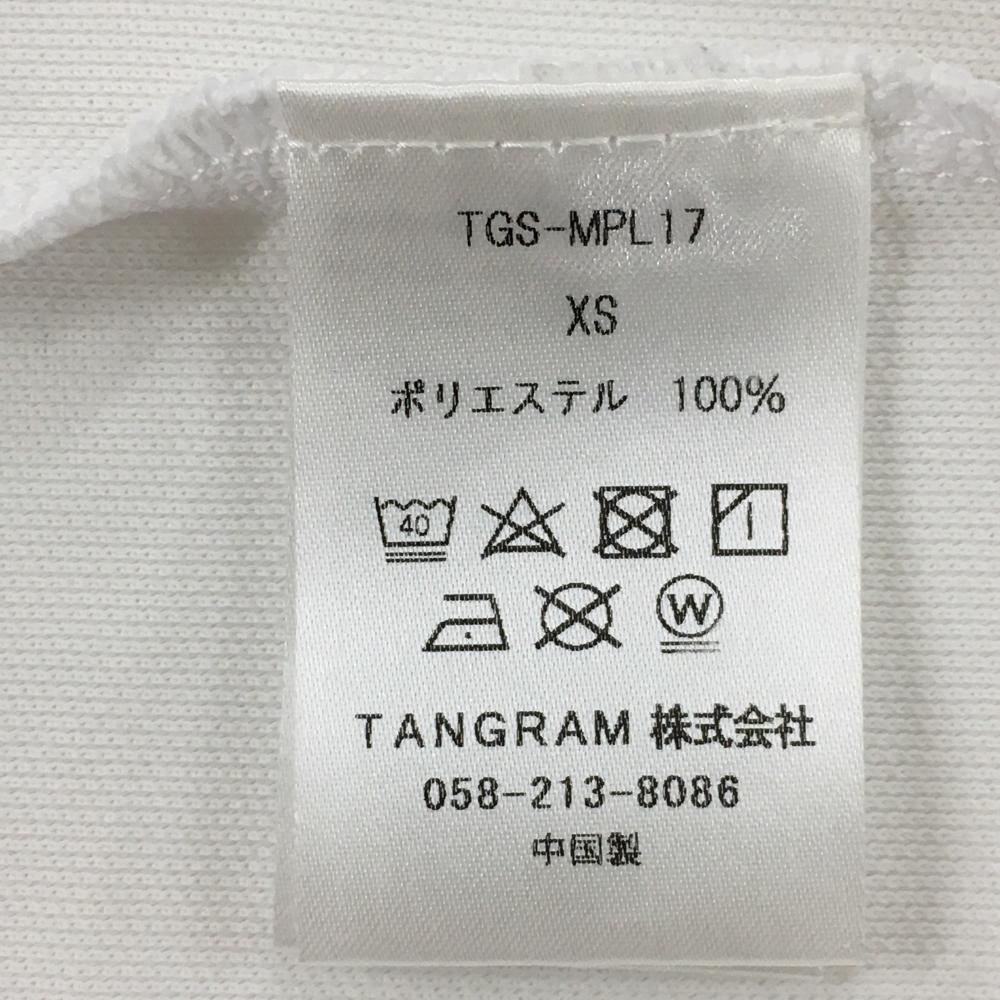 TGS-MPL17
XS
ポリエステル 100%
40
W
TANGRAM 株式会社
058-213-8086
中国製